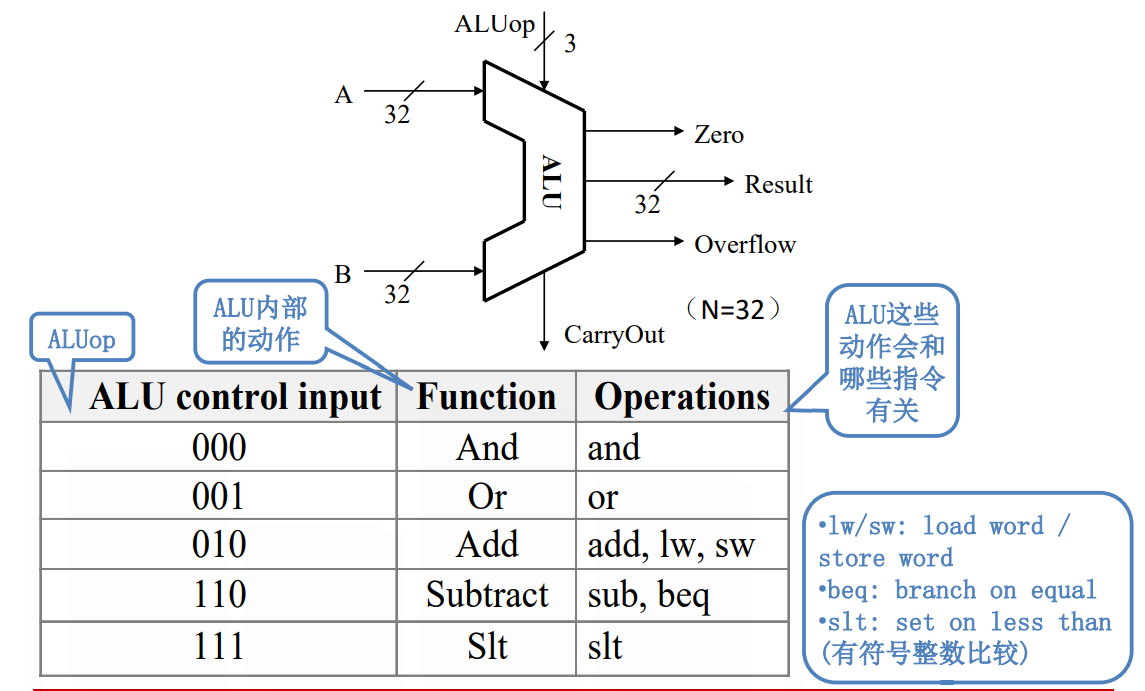 ALUop
3
A
32
Zero
ALU
Result
32
Overflow
B
32
（N=32）
CarryOut
ALUop
ALU内部
的动作
ALU这些
动作会和
哪些指令
有关
ALU control input Function Operations
000 And and
001 Or or
010 Add add, lw, sw
110 Subtract sub, beq
111 Slt slt
•lw/sw: load word /
store word
•beq: branch on equal
•slt: set on less than
(有符号整数比较)